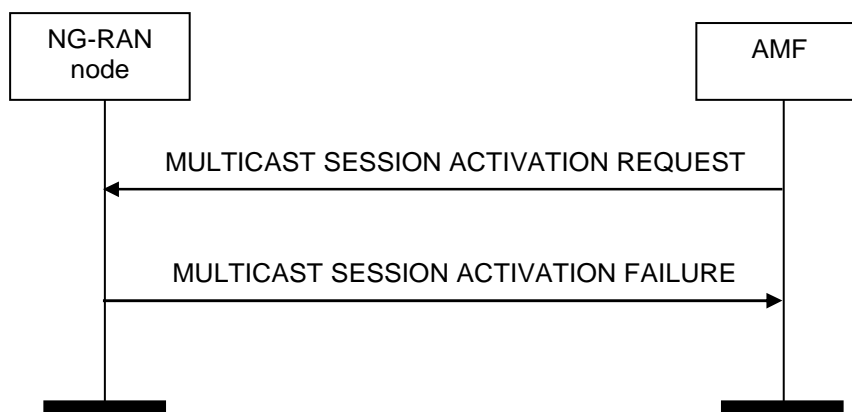 NG-RAN
node
AMF
MULTICAST SESSION ACTIVATION REQUEST
MULTICAST SESSION ACTIVATION FAILURE